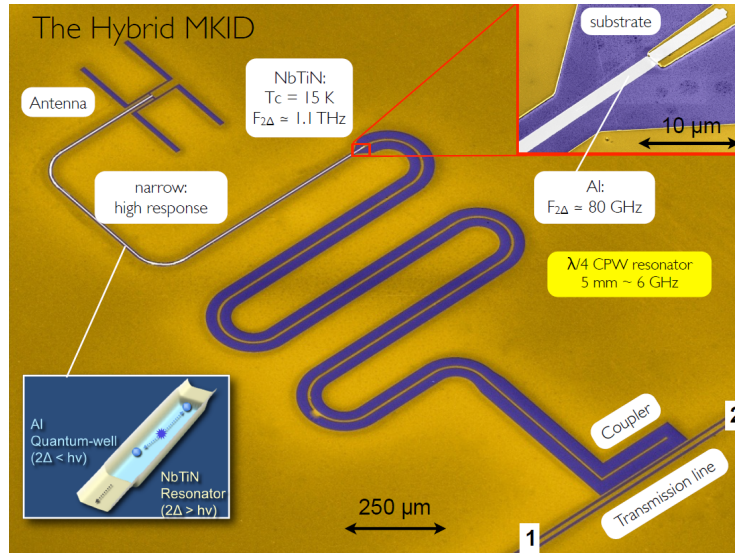 The Hybrid MKID
substrate
10 µm
Antenna
NbTiN:
Tc = 15 K
F2Δ ≃ 1.1 THz
narrow:
high response
Al:
F2Δ ≃ 80 GHz
λ/4 CPW resonator
5 mm ~ 6 GHz
Al
Quantum-well
(2Δ < hν)
NbTiN
Resonator
(2Δ > hν)
250 µm
Coupler
Transmission line
1
2